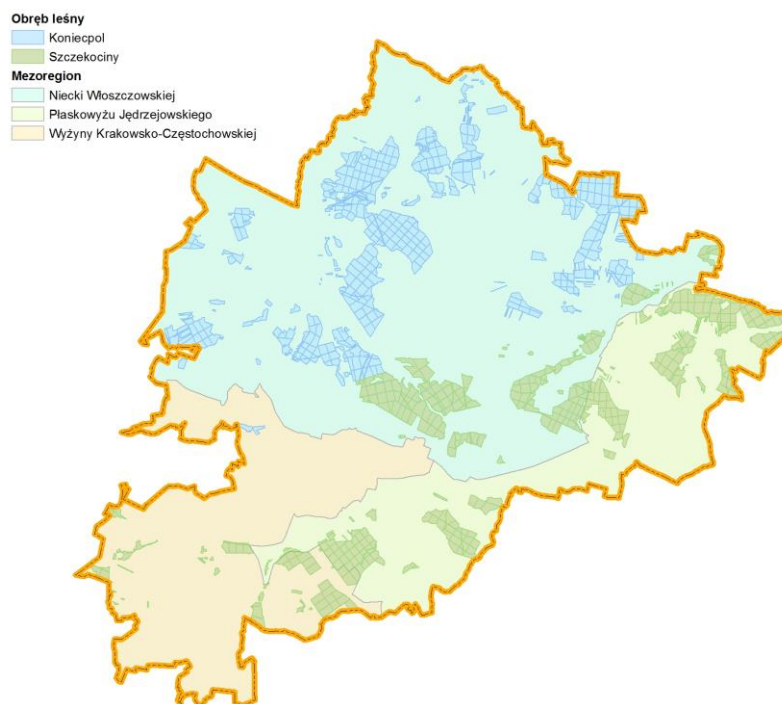 Obręb leśny
Koniecpol
Szczekociny
Mezoregion
Niecki Włoszczowskiej
Płaskowyżu Jędrzejowskiego
Wyżyny Krakowsko-Częstochowskiej